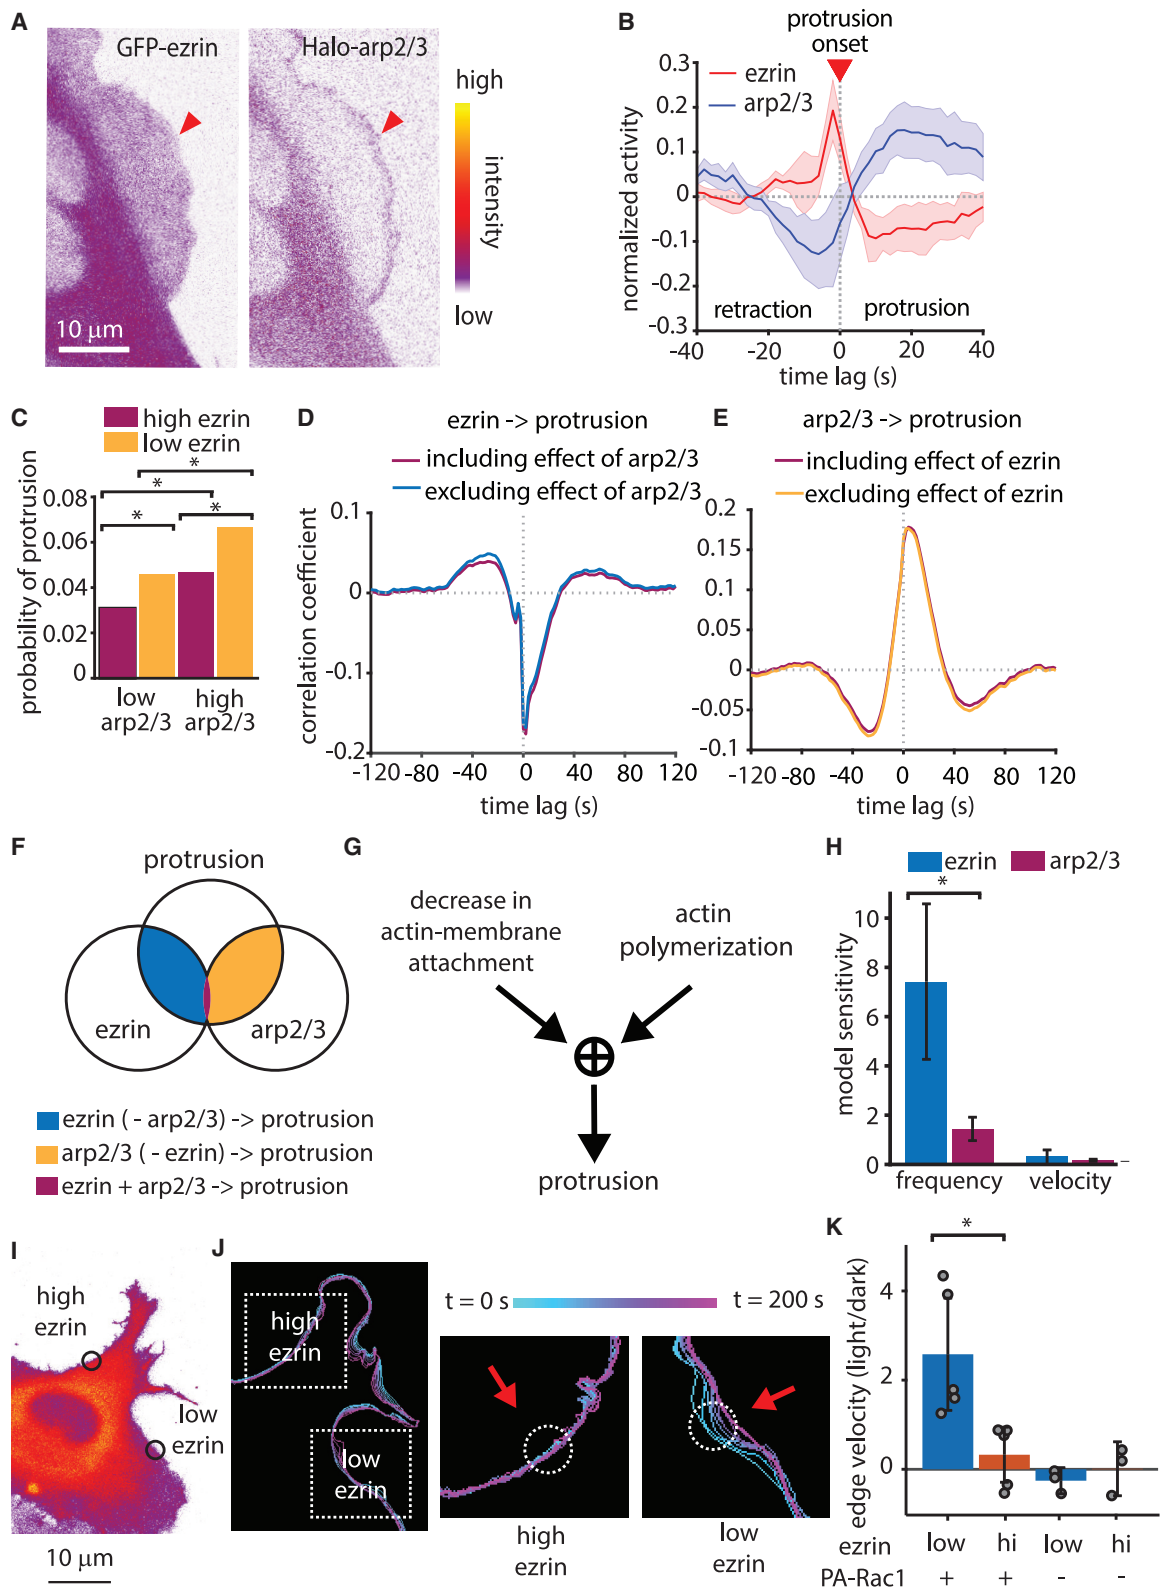 A
GFP-ezrin
Halo-arp2/3
high
intensity
low
10 μm
B
protrusion
onset
ezrin
arp2/3
normalized activity
0.3
0.2
0.1
0
-0.1
-0.2
-0.3
retraction
protrusion
-40
-20
0
20
40
time lag (s)
C
high ezrin
low ezrin
probability of protrusion
0.08
0.06
0.04
0.02
0
*
*
*
*
low
arp2/3
high
arp2/3
D
ezrin -> protrusion
including effect of arp2/3
excluding effect of arp2/3
correlation coefficient
0.1
0
-0.1
-0.2
-120
-80
-40
0
40
80
120
time lag (s)
E
arp2/3 -> protrusion
including effect of ezrin
excluding effect of ezrin
0.2
0.15
0.1
0.05
0
-0.05
-0.1
-120
-80
-40
0
40
80
120
time lag (s)
F
protrusion
ezrin
arp2/3
ezrin (- arp2/3) -> protrusion
arp2/3 (- ezrin) -> protrusion
ezrin + arp2/3 -> protrusion
G
decrease in
actin-membrane
attachment
actin
polymerization
protrusion
H
ezrin
arp2/3
model sensitivity
10
8
6
4
2
0
*
frequency
velocity
I
high
ezrin
low
ezrin
10 μm
J
high
ezrin
low
ezrin
t = 0 s
t = 200 s
high
ezrin
low
ezrin
K
edge velocity (light/dark)
4
2
0
*
ezrin low hi low hi
PA-Rac1 + + - -